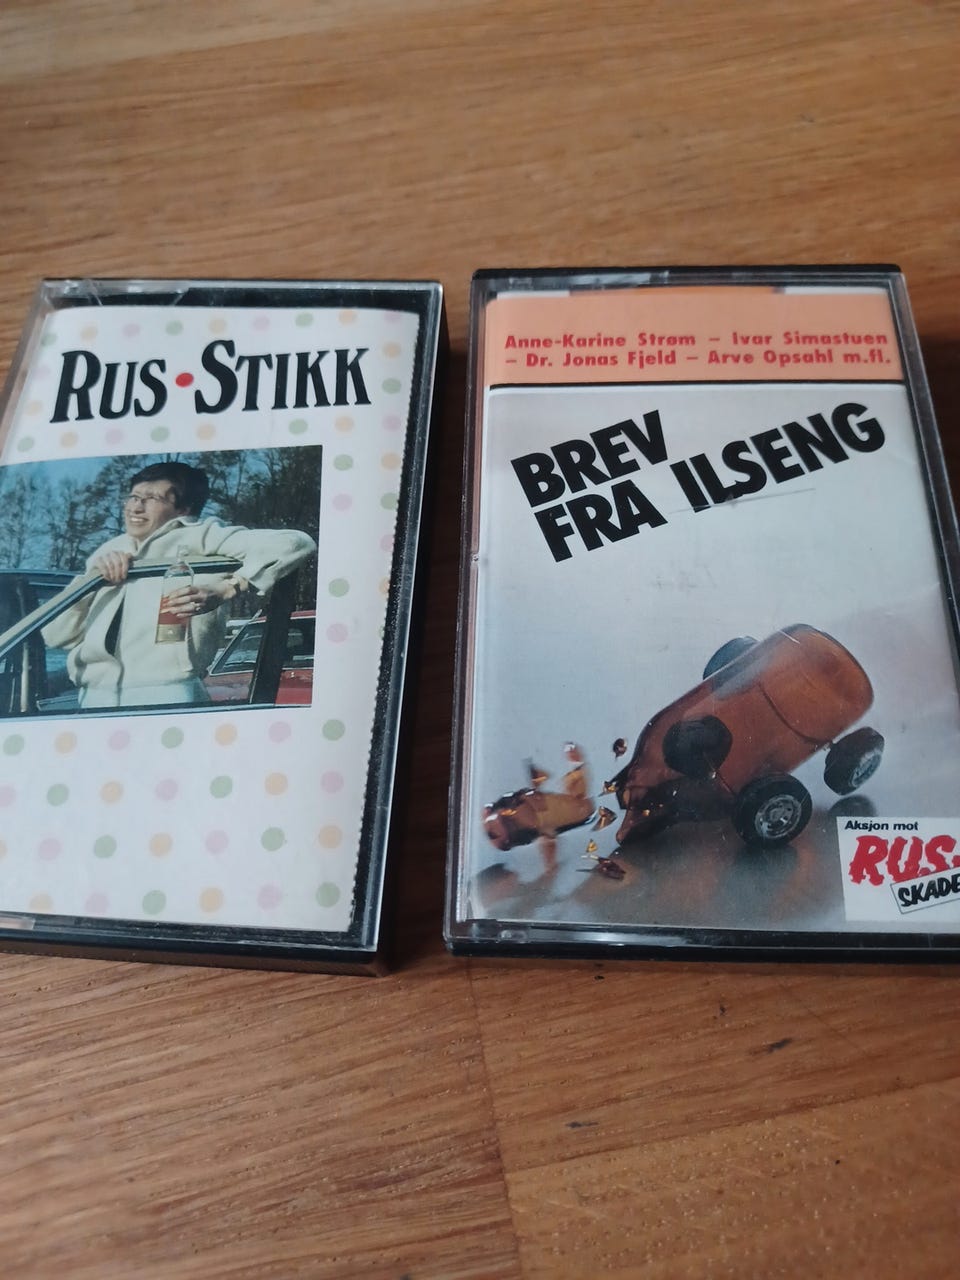 RUS•STIKK
Anne-Karine Strøm – Ivar Simastuen
– Dr. Jonas Fjeld – Arve Opsahl m.fl.
BREV
FRA ILSENG
Aksjon mot
RUS-
SKADE